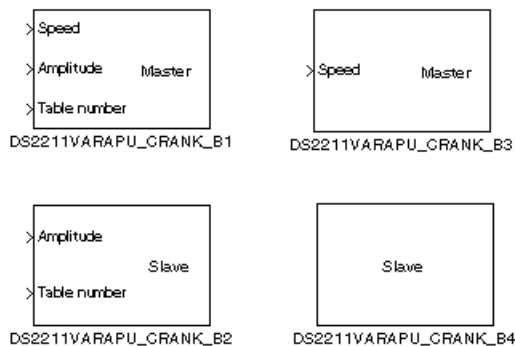 Speed
Amplitude
Master
Table number
DS2211VARAPU_CRANK_B1
Speed
Master
DS2211VARAPU_CRANK_B3
Amplitude
Slave
Table number
DS2211VARAPU_CRANK_B2
Slave
DS2211VARAPU_CRANK_B4